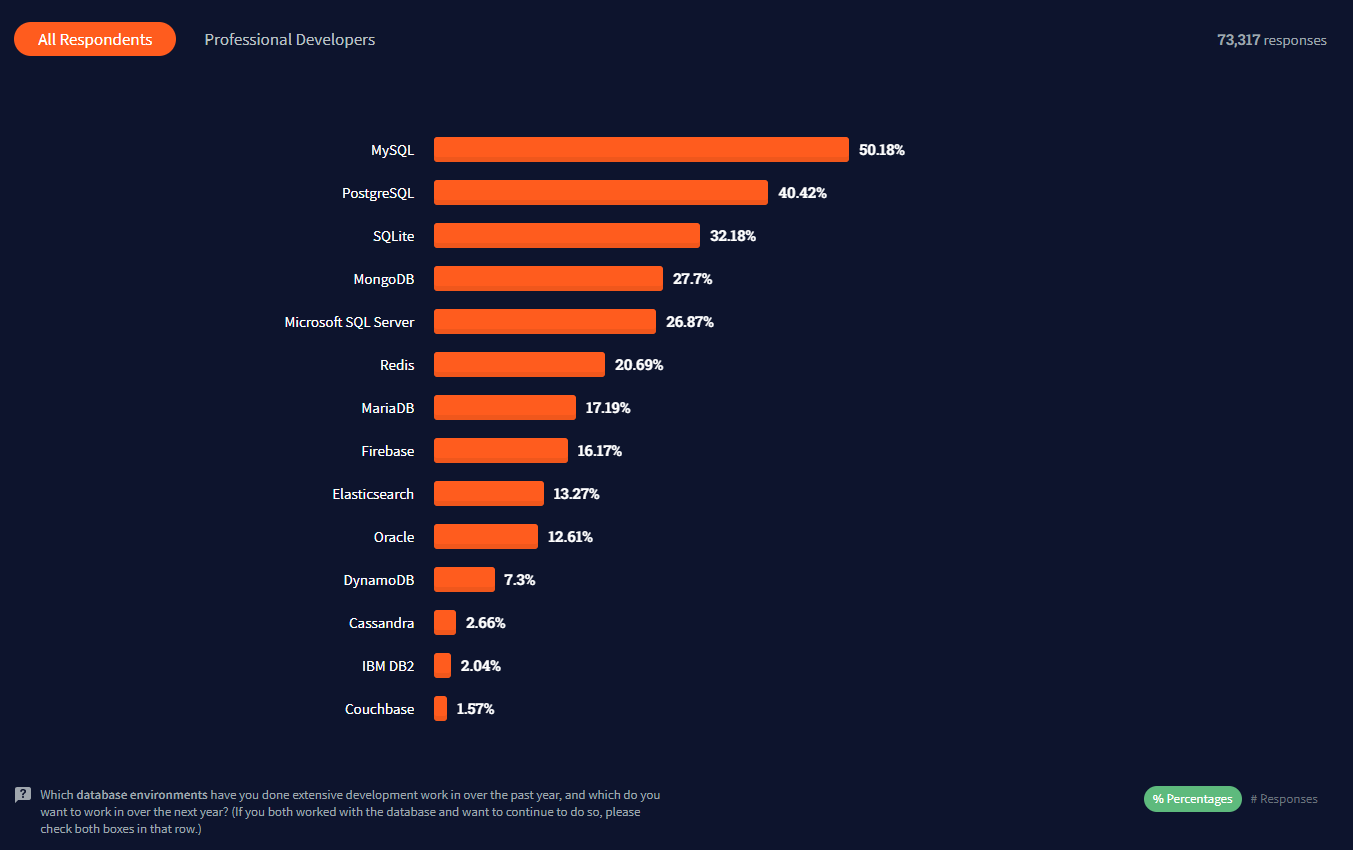 All Respondents Professional Developers 73,317 responses
MySQL 50.18%
PostgreSQL 40.42%
SQLite 32.18%
MongoDB 27.7%
Microsoft SQL Server 26.87%
Redis 20.69%
MariaDB 17.19%
Firebase 16.17%
Elasticsearch 13.27%
Oracle 12.61%
DynamoDB 7.3%
Cassandra 2.66%
IBM DB2 2.04%
Couchbase 1.57%
? Which database environments have you done extensive development work in over the past year, and which do you
want to work in over the next year? (If you both worked with the database and want to continue to do so, please
check both boxes in that row.)
% Percentages # Responses